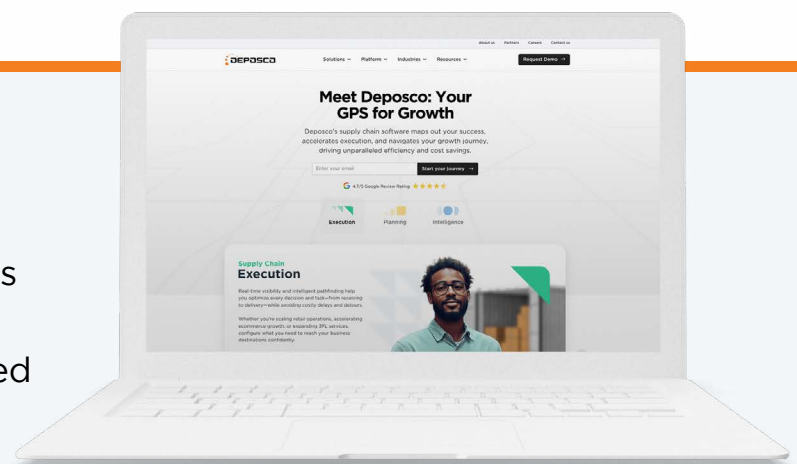 About us Partners Careers Contact us
DEPOSCO
Solutions Platform Industries Resources
Request Demo →
Meet Deposco: Your
GPS for Growth
Deposco's supply chain software maps out your success,
accelerates execution, and navigates your growth journey,
driving unparalleled efficiency and cost savings.
Enter your email
Start your journey →
G 4.7/5 Google Review Rating
Execution Planning Intelligence
Supply Chain
Execution
Real-time visibility and intelligent pathfinding help
you optimize every decision and task—from receiving
to delivery—while avoiding costly delays and detours.
Whether you're scaling retail operations, accelerating
ecommerce growth, or expanding 3PL services,
configure what you need to reach your business
destinations confidently.
s
ed